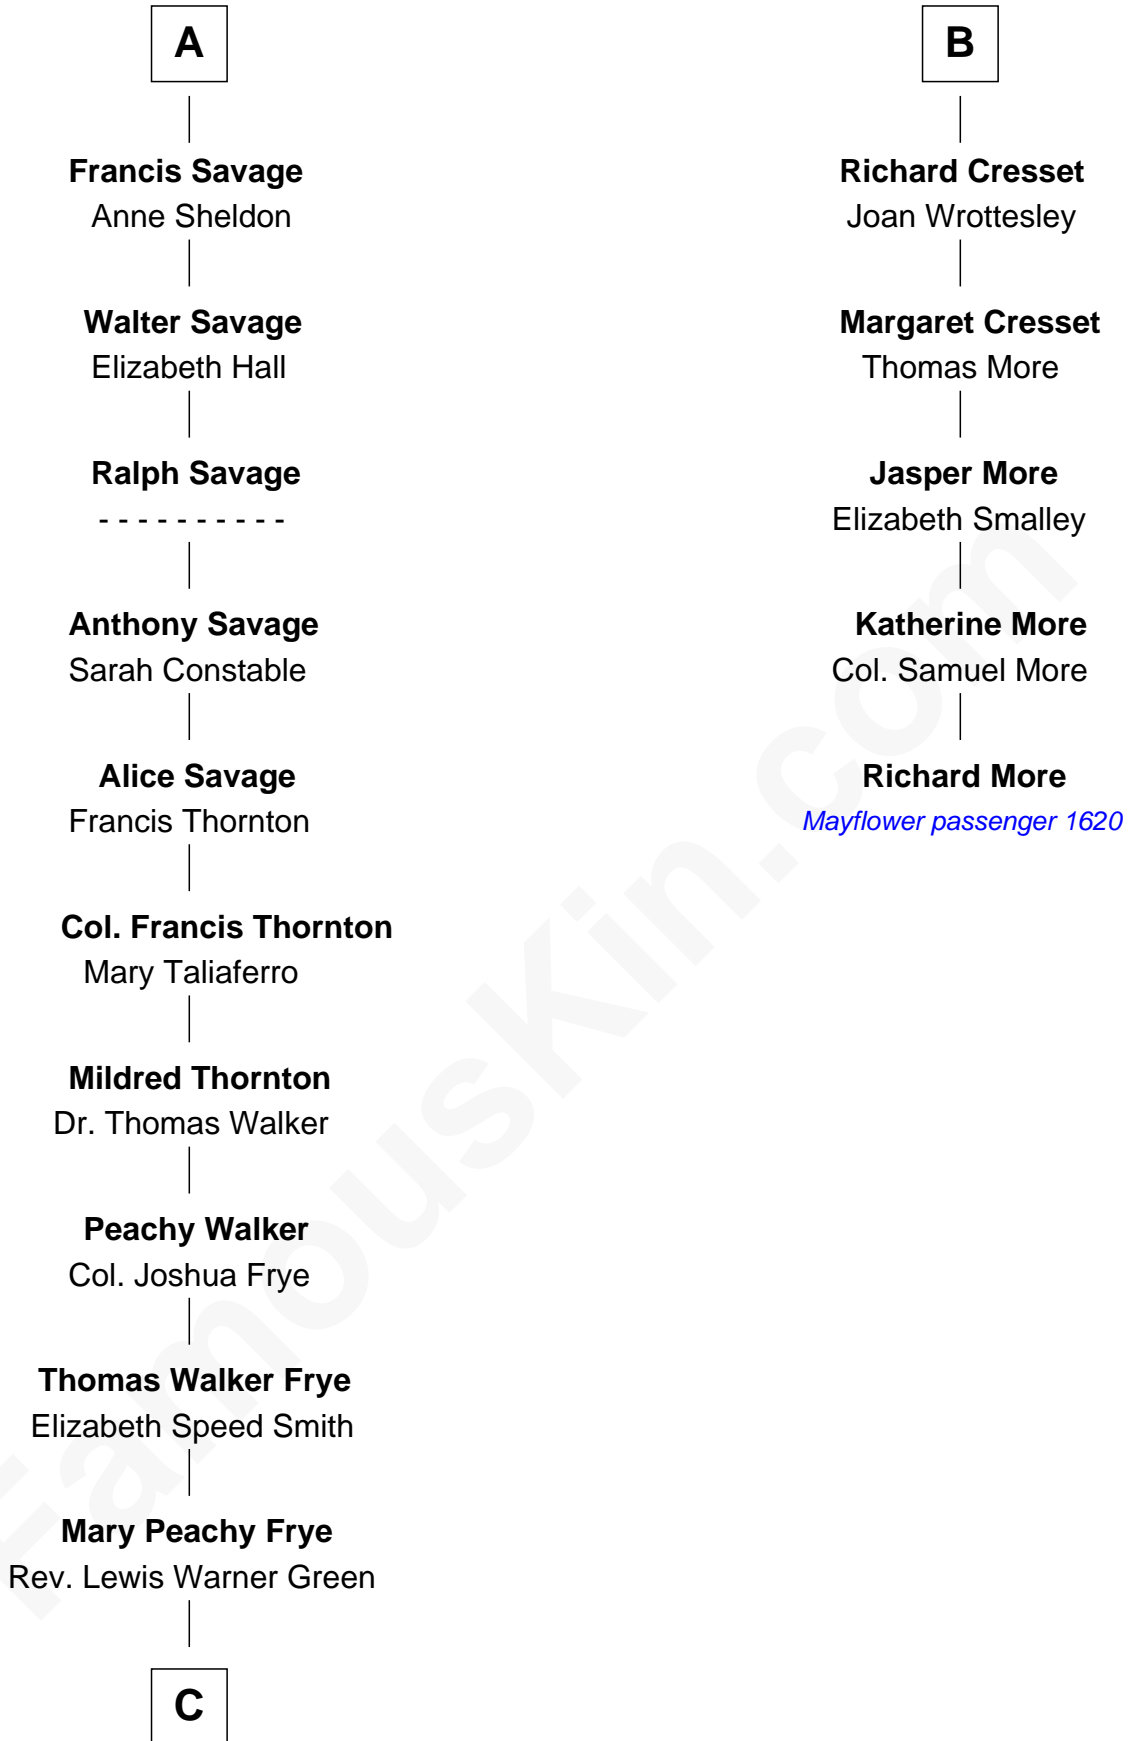 A
Francis Savage
Anne Sheldon
Walter Savage
Elizabeth Hall
Ralph Savage
- - - - - - - - - -
Anthony Savage
Sarah Constable
Alice Savage
Francis Thornton
Col. Francis Thornton
Mary Taliaferro
Mildred Thornton
Dr. Thomas Walker
Peachy Walker
Col. Joshua Frye
Thomas Walker Frye
Elizabeth Speed Smith
Mary Peachy Frye
Rev. Lewis Warner Green
C
B
Richard Cresset
Joan Wrottesley
Margaret Cresset
Thomas More
Jasper More
Elizabeth Smalley
Katherine More
Col. Samuel More
Richard More
Mayflower passenger 1620
FamousKin.com